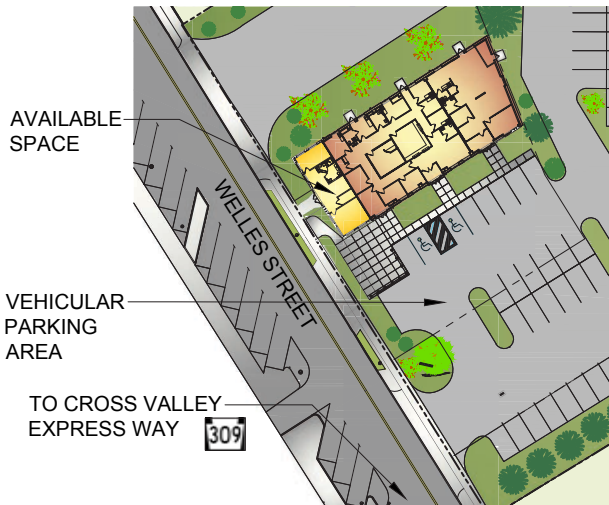 AVAILABLE
SPACE
WELLES STREET
VEHICULAR
PARKING
AREA
TO CROSS VALLEY
EXPRESS WAY
309